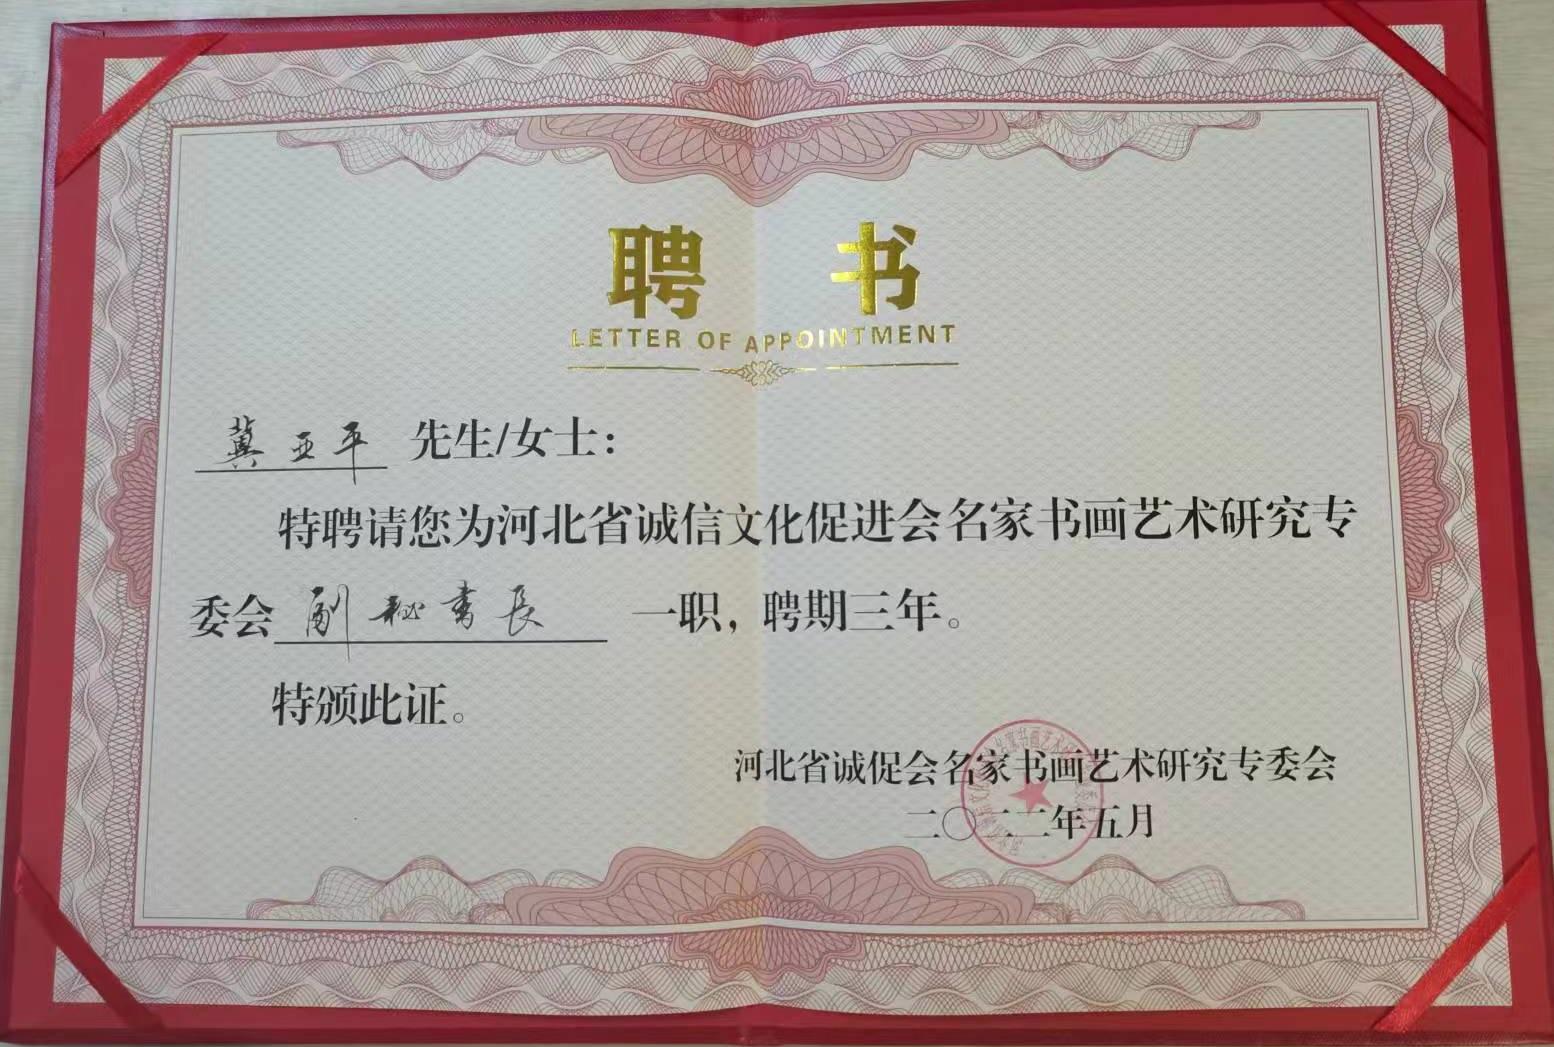 聘书
LETTER OF APPOINTMENT
冀亚平 先生/女士：
特聘请您为河北省诚信文化促进会名家书画艺术研究专
委会 副秘书长 一职，聘期三年。
特颁此证。
河北省诚促会名家书画艺术研究专委会
二〇二二年五月